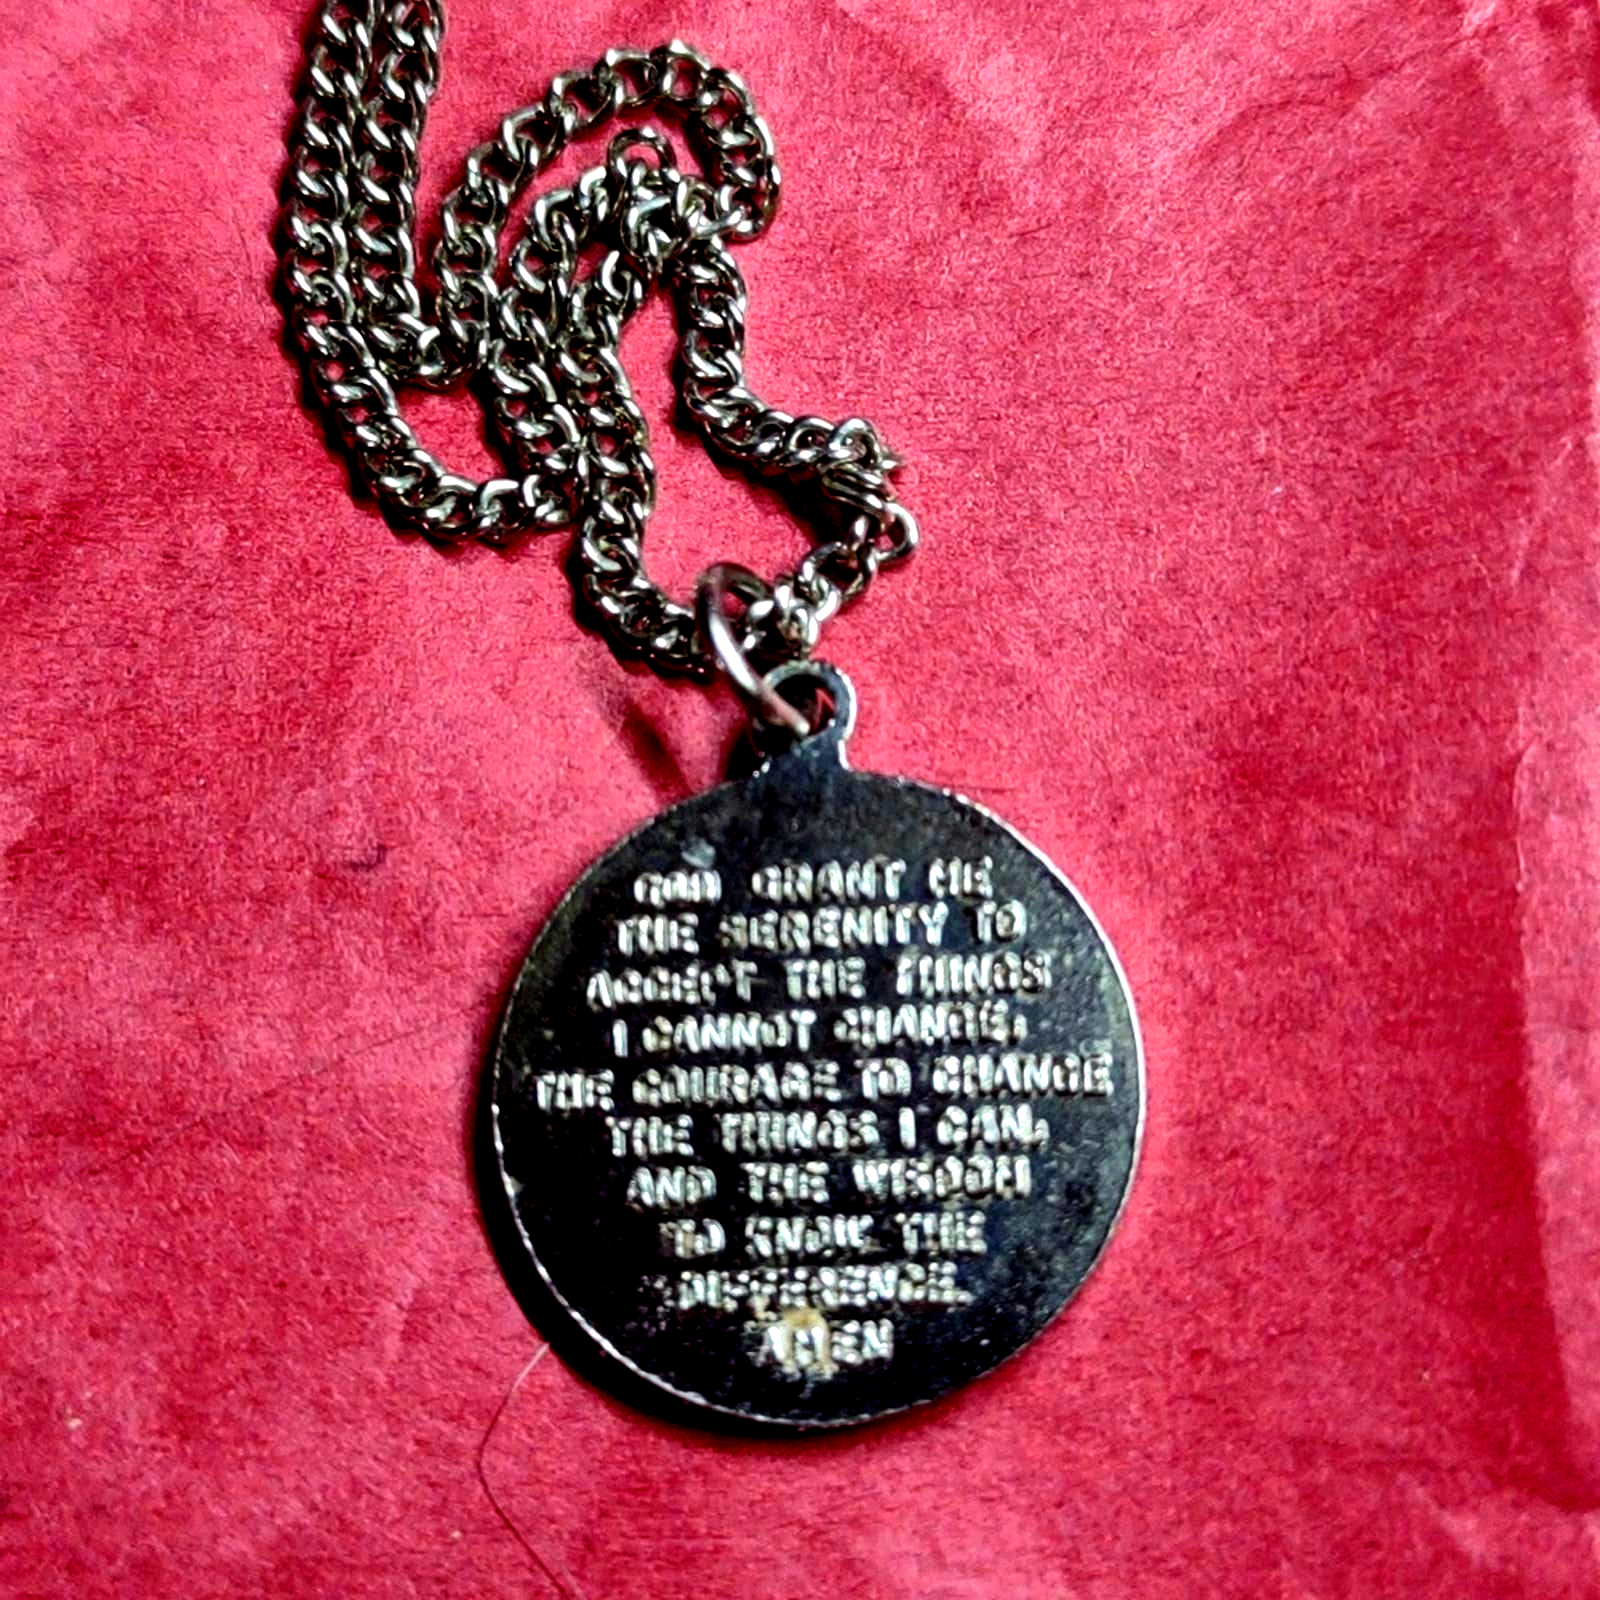 GOD GRANT ME
THE SERENITY TO
ACCEPT THE THINGS
I CANNOT CHANGE,
THE COURAGE TO CHANGE
THE THINGS I CAN,
AND THE WISDOM
TO KNOW THE
DIFFERENCE.
AMEN